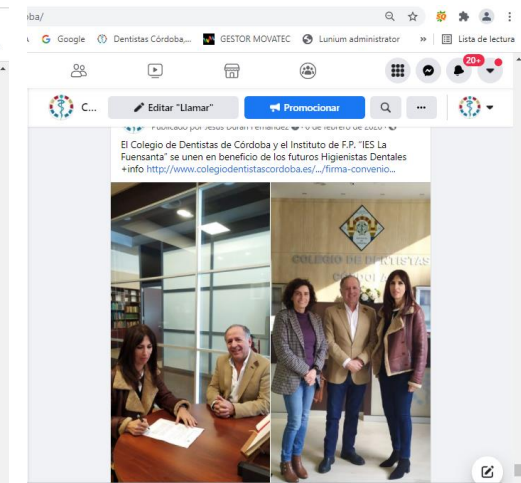 ba/
Google Dentistas Córdoba,... GESTOR MOVATEC Lunium administrator » Lista de lectura
20+
C... Editar "Llamar" Promocionar ...
Publicado por Jesús Durán Fernández · 6 de febrero de 2020 ·
El Colegio de Dentistas de Córdoba y el Instituto de F.P. "IES La
Fuensanta" se unen en beneficio de los futuros Higienistas Dentales
+info http://www.colegiodentistascordoba.es/.../firma-convenio...
COLEGIO DE DENTISTAS
CÓRDOBA